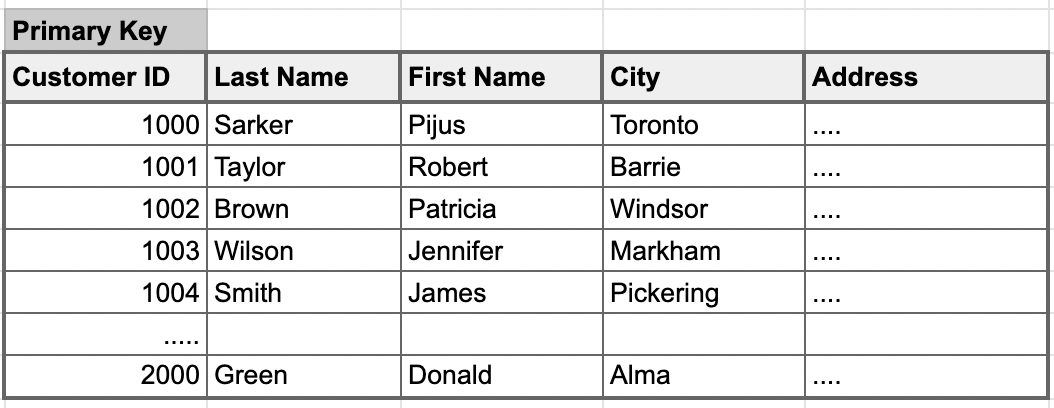 Primary Key
Customer ID Last Name First Name City Address
1000 Sarker Pijus Toronto ....
1001 Taylor Robert Barrie ....
1002 Brown Patricia Windsor ....
1003 Wilson Jennifer Markham ....
1004 Smith James Pickering ....
.....
2000 Green Donald Alma ....